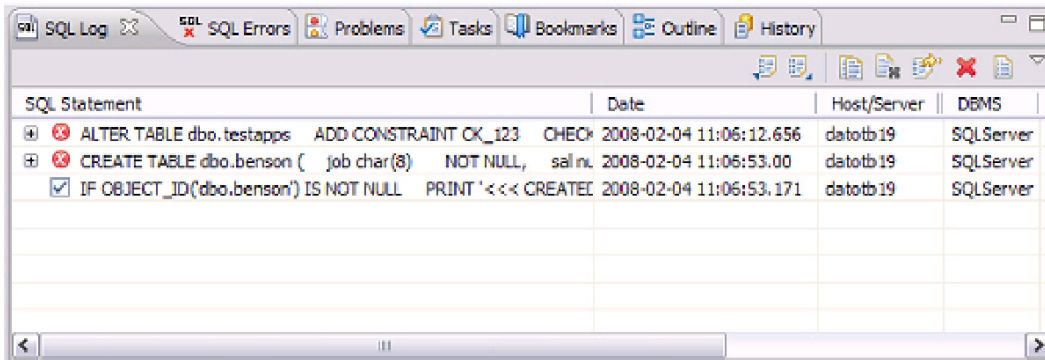 SQL Log SQL Errors Problems Tasks Bookmarks Outline History
SQL Statement Date Host/Server DBMS
ALTER TABLE dbo.testapps ADD CONSTRAINT CK_123 CHECK 2008-02-04 11:06:12.656 datotb19 SQLServer
CREATE TABLE dbo.benson ( job char(8) NOT NULL, sal nu 2008-02-04 11:06:53.00 datotb19 SQLServer
IF OBJECT_ID('dbo.benson') IS NOT NULL PRINT '<<< CREATED 2008-02-04 11:06:53.171 datotb19 SQLServer